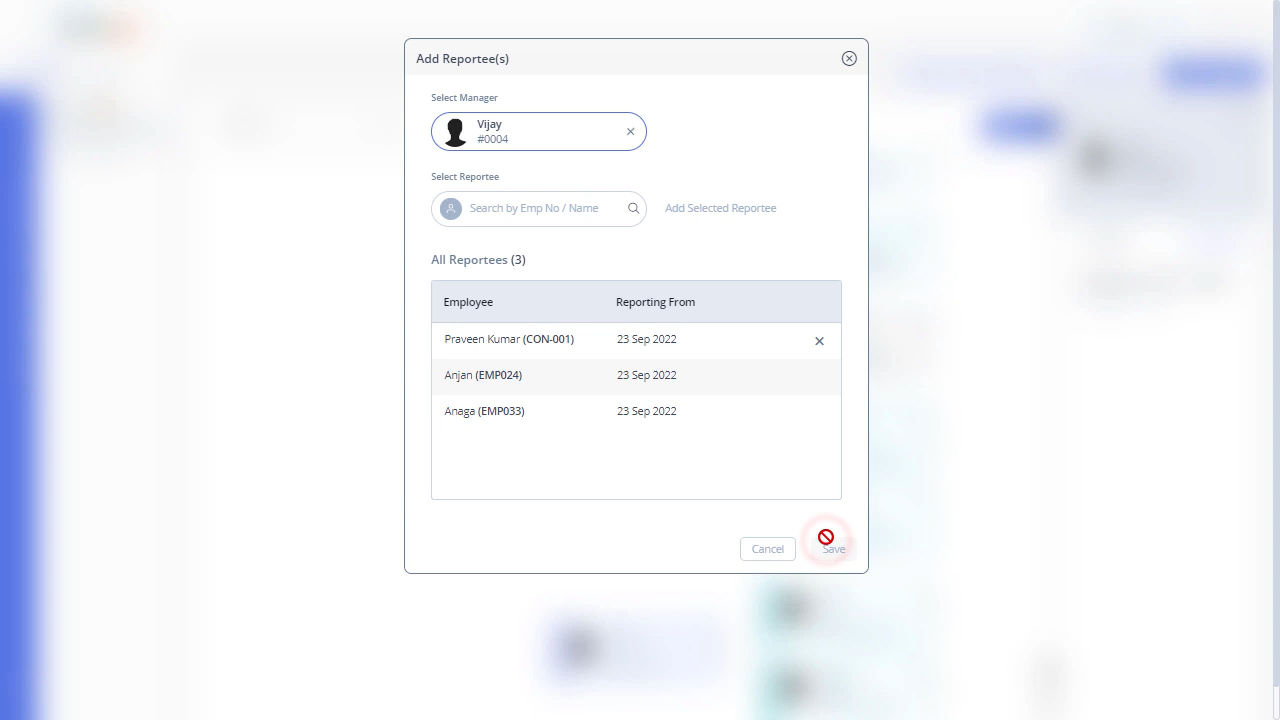 Add Reportee(s)
Select Manager
Vijay
#0004
Select Reportee
Search by Emp No / Name
Add Selected Reportee
All Reportees (3)
Employee Reporting From
Praveen Kumar (CON-001) 23 Sep 2022
Anjan (EMP024) 23 Sep 2022
Anaga (EMP033) 23 Sep 2022
Cancel Save